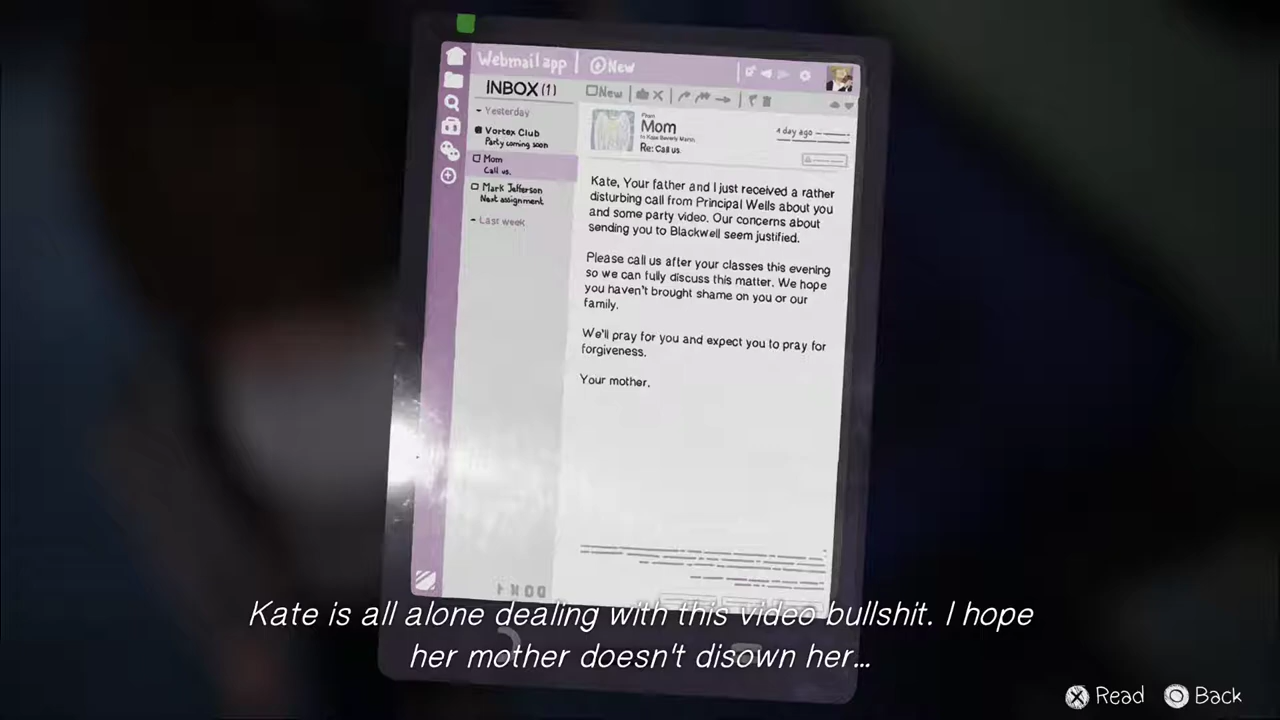 Webmail app
New
INBOX (1)
Yesterday
Vortex Club
Party coming soon
Mom
Call us.
Mark Jefferson
Next assignment
Last week
New
From
Mom
to Kate Beverly Marsh
Re: Call us.
1 day ago
Kate, Your father and I just received a rather
disturbing call from Principal Wells about you
and some party video. Our concerns about
sending you to Blackwell seem justified.
Please call us after your classes this evening
so we can fully discuss this matter. We hope
you haven't brought shame on you or our
family.
We'll pray for you and expect you to pray for
forgiveness.
Your mother.
Kate is all alone dealing with this video bullshit. I hope
her mother doesn't disown her...
Read
Back